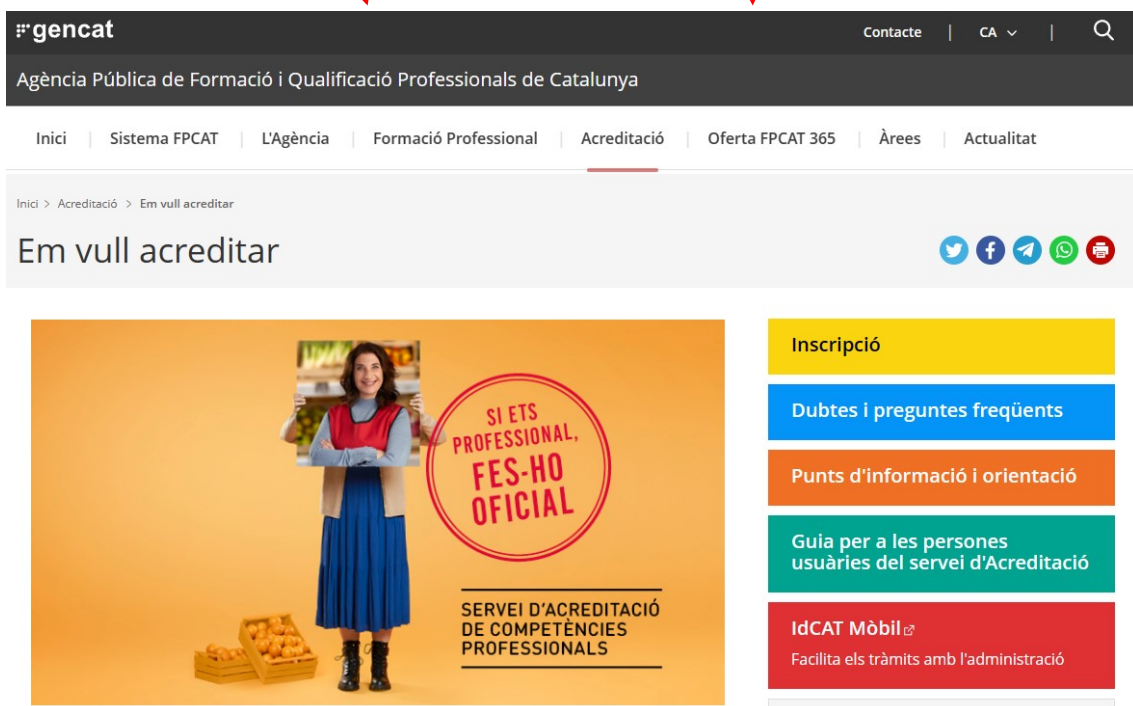 gencat
Contacte | CA | 
Agència Pública de Formació i Qualificació Professionals de Catalunya
Inici | Sistema FPCAT | L'Agència | Formació Professional | Acreditació | Oferta FPCAT 365 | Àrees | Actualitat
Inici > Acreditació > Em vull acreditar
Em vull acreditar
SI ETS
PROFESSIONAL,
FES-HO
OFICIAL
SERVEI D'ACREDITACIÓ
DE COMPETÈNCIES
PROFESSIONALS
Inscripció
Dubtes i preguntes freqüents
Punts d'informació i orientació
Guia per a les persones
usuàries del servei d'Acreditació
IdCAT Mòbil
Facilita els tràmits amb l'administració